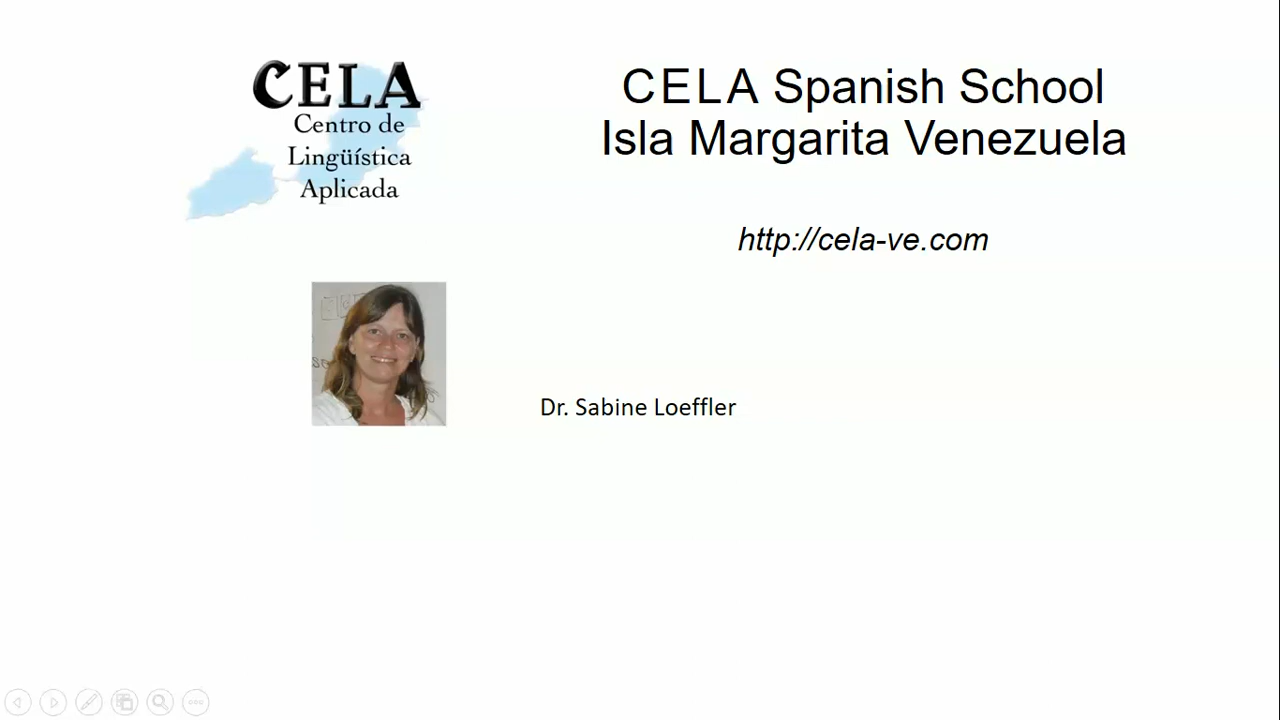 CELA
Centro de
Lingüística
Aplicada
CELA Spanish School
Isla Margarita Venezuela
http://cela-ve.com
Dr. Sabine Loeffler